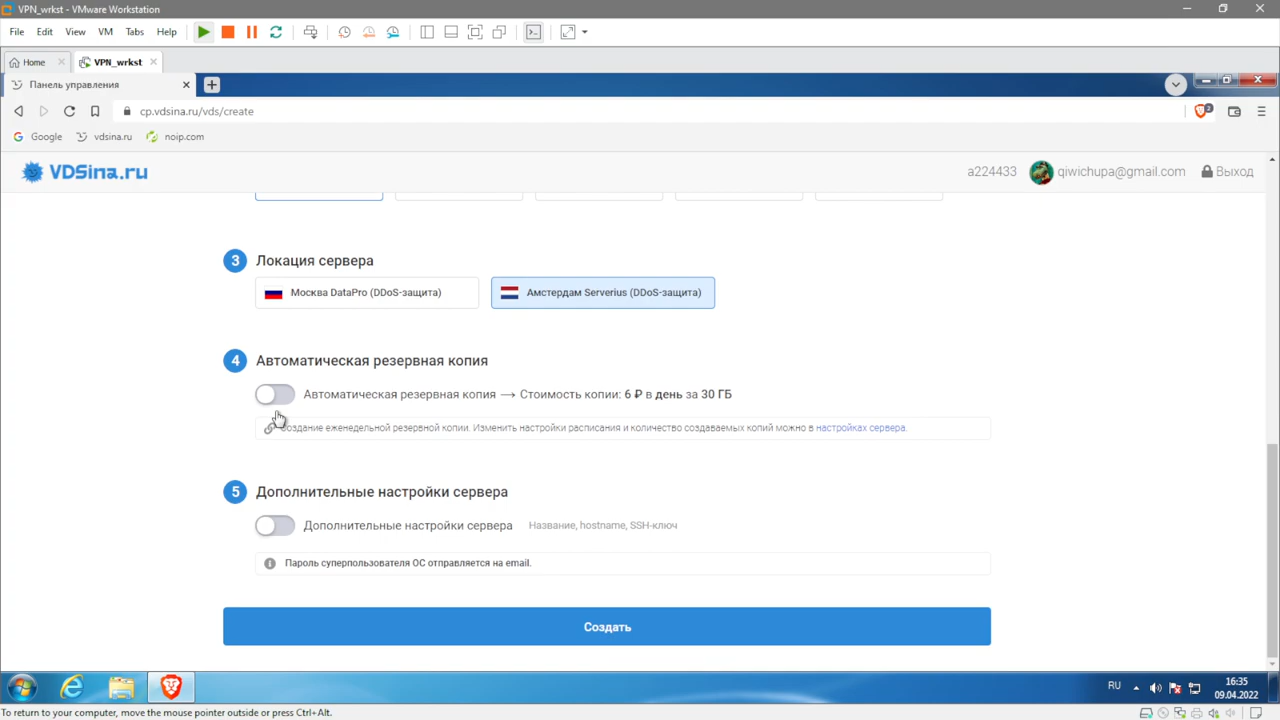 VPN_wrkst - VMware Workstation
File Edit View VM Tabs Help
Home VPN_wrkst
Панель управления
cp.vdsina.ru/vds/create
Google vdsina.ru noip.com
VDSina.ru a224433 qiwichupa@gmail.com Выход
3 Локация сервера
Москва DataPro (DDoS-защита) Амстердам Serverius (DDoS-защита)
4 Автоматическая резервная копия
Автоматическая резервная копия → Стоимость копии: 6 ₽ в день за 30 ГБ
Создание еженедельной резервной копии. Изменить настройки расписания и количество создаваемых копий можно в настройках сервера.
5 Дополнительные настройки сервера
Дополнительные настройки сервера Название, hostname, SSH-ключ
Пароль суперпользователя ОС отправляется на email.
Создать
RU 16:35
09.04.2022
To return to your computer, move the mouse pointer outside or press Ctrl+Alt.